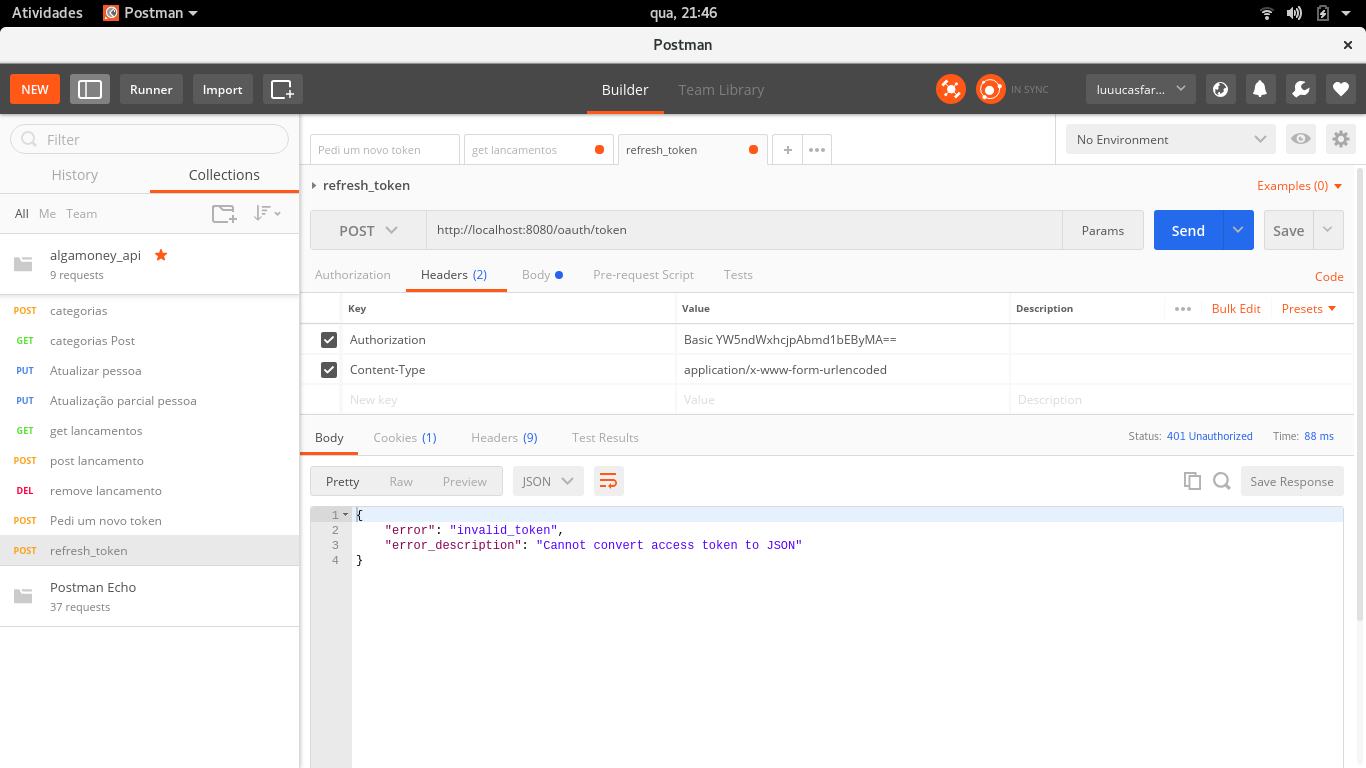 Atividades Postman qua, 21:46
Postman
NEW Runner Import Builder Team Library IN SYNC luuucasfar...
Filter
History Collections
All Me Team
algamoney_api
9 requests
POST categorias
GET categorias Post
PUT Atualizar pessoa
PUT Atualização parcial pessoa
GET get lancamentos
POST post lancamento
DEL remove lancamento
POST Pedi um novo token
POST refresh_token
Postman Echo
37 requests
Pedi um novo token get lancamentos refresh_token + ••• No Environment
refresh_token Examples (0)
POST http://localhost:8080/oauth/token Params Send Save
Authorization Headers (2) Body Pre-request Script Tests Code
Key Value Description ••• Bulk Edit Presets
Authorization Basic YW5ndWxhcjpAbmd1bEByMA==
Content-Type application/x-www-form-urlencoded
New key Value Description
Body Cookies (1) Headers (9) Test Results Status: 401 Unauthorized Time: 88 ms
Pretty Raw Preview JSON Save Response
1 {
2 "error": "invalid_token",
3 "error_description": "Cannot convert access token to JSON"
4 }